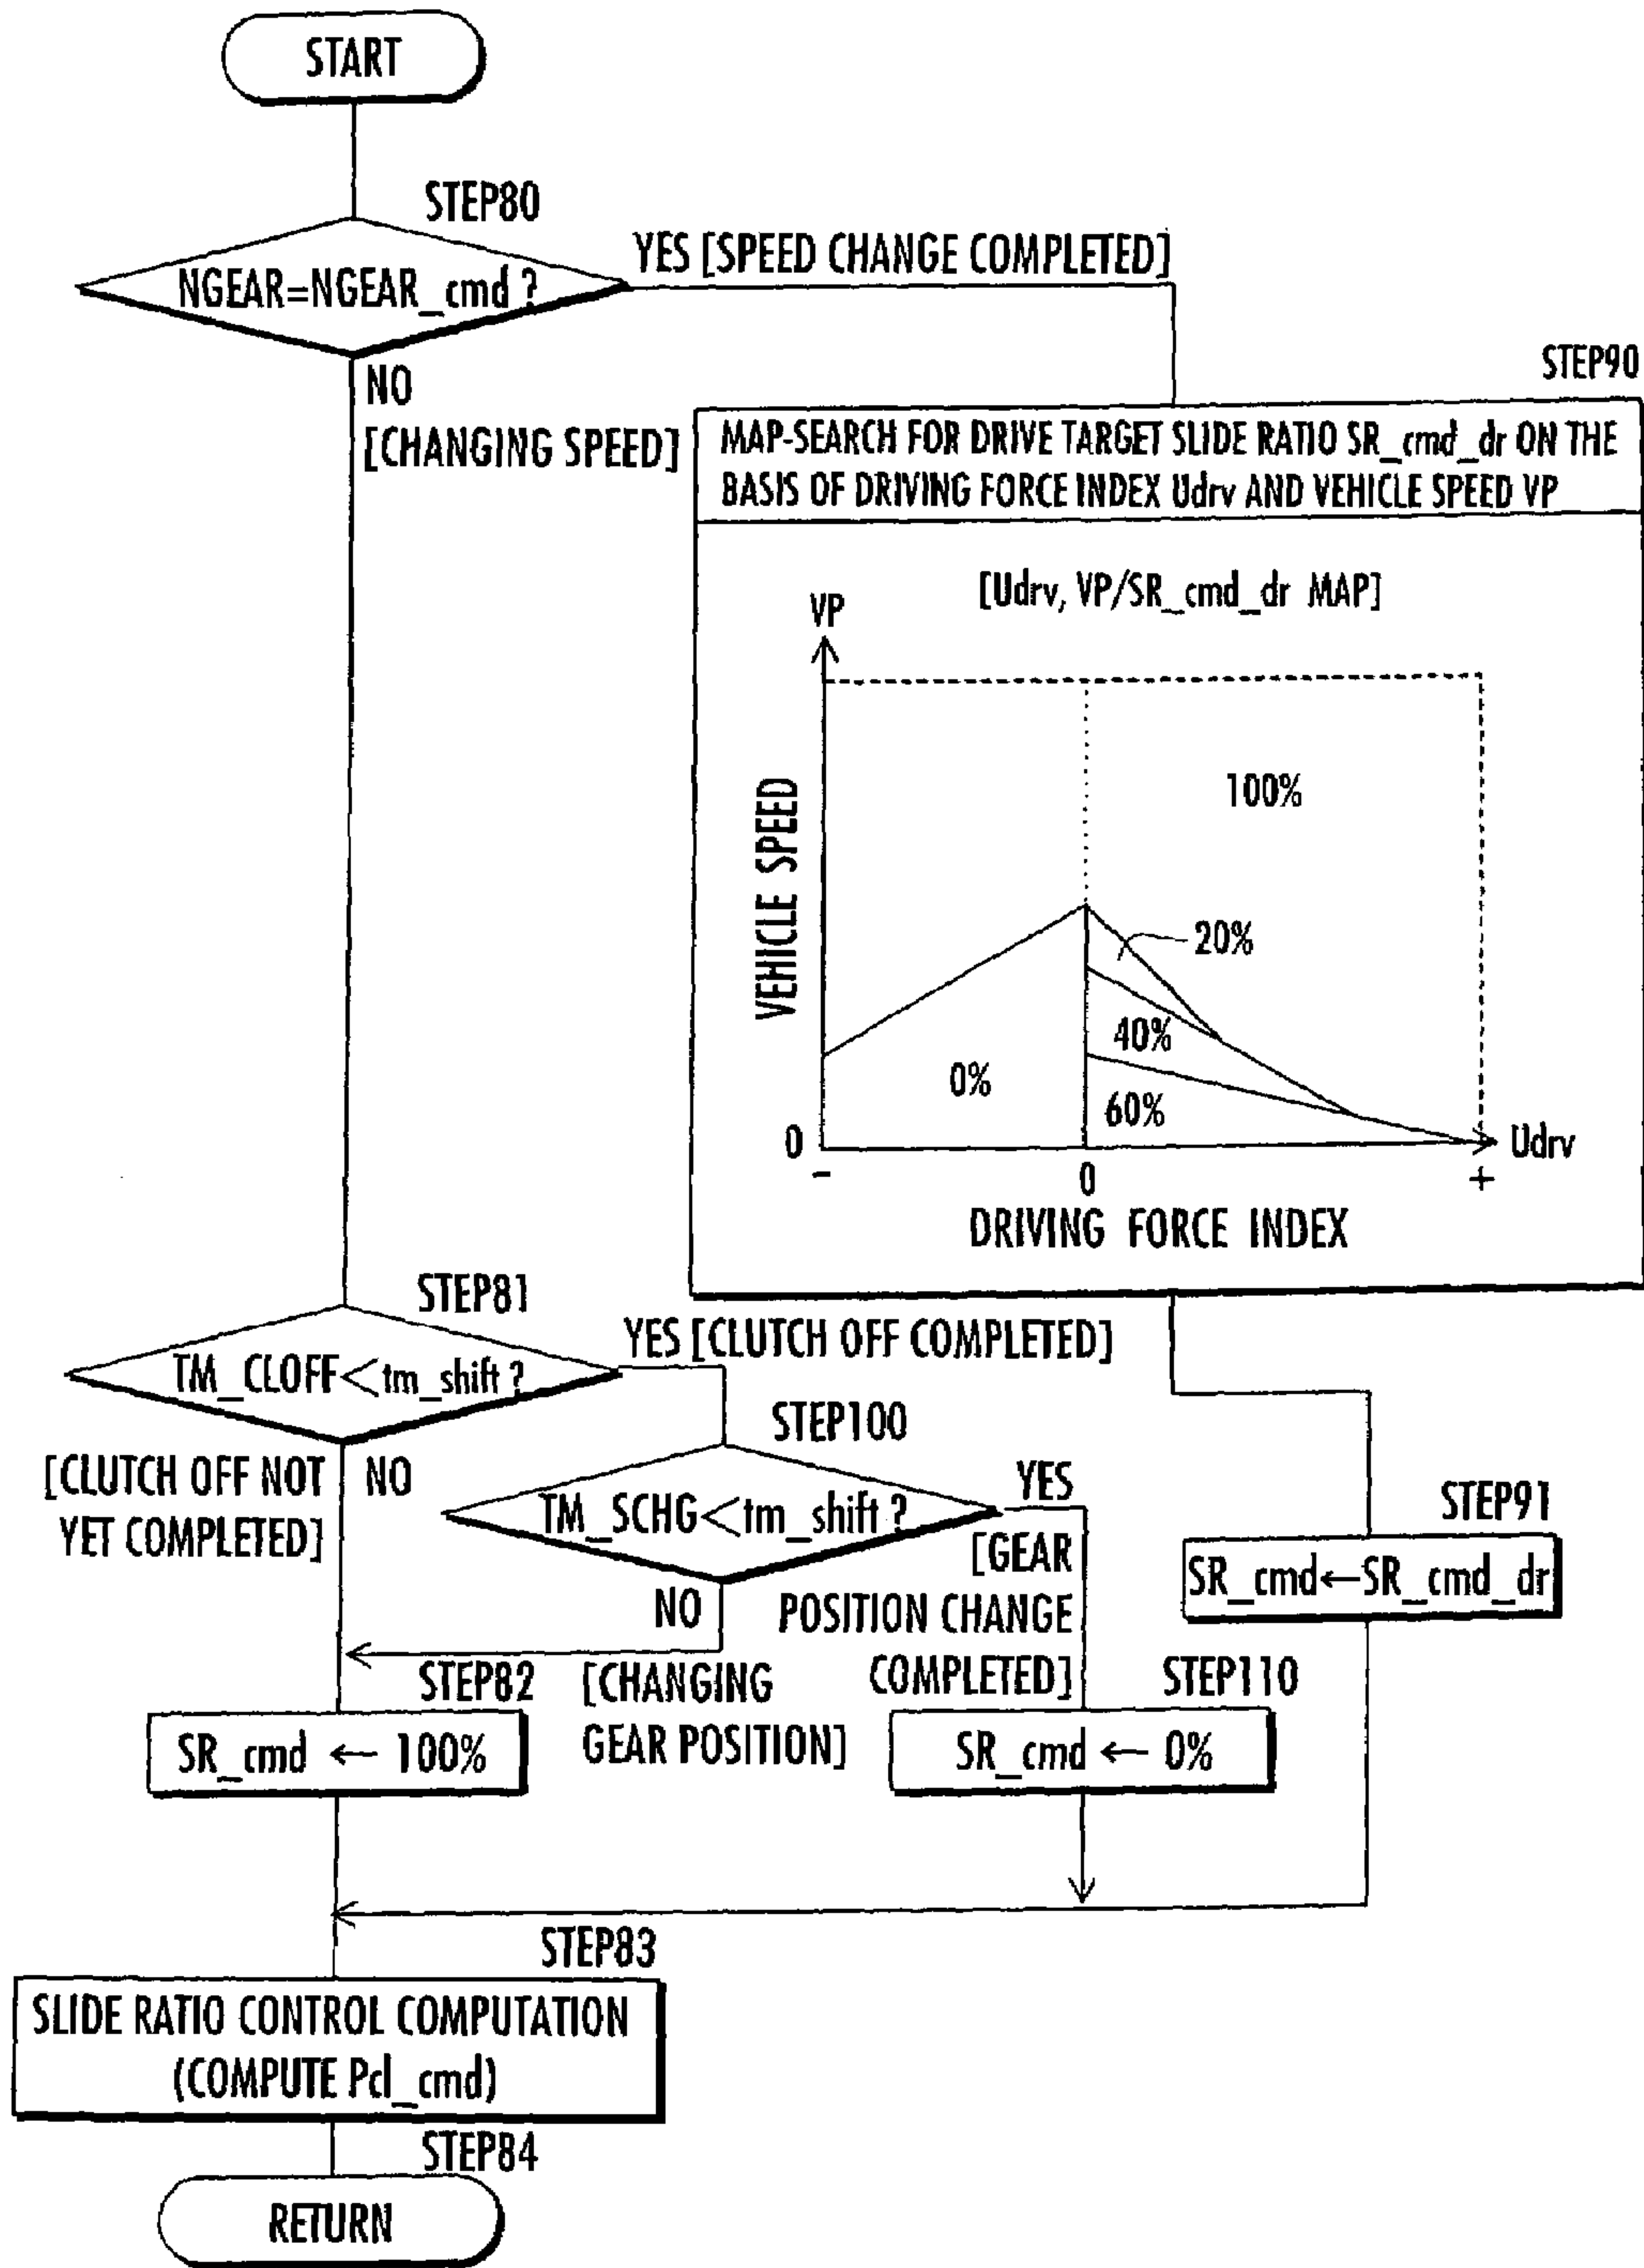 START
STEP80
NGEAR=NGEAR_cmd ?
YES [SPEED CHANGE COMPLETED]
NO
[CHANGING SPEED]
STEP90
MAP-SEARCH FOR DRIVE TARGET SLIDE RATIO SR_cmd_dr ON THE
BASIS OF DRIVING FORCE INDEX Udrv AND VEHICLE SPEED VP
[Udrv, VP/SR_cmd_dr MAP]
VP
VEHICLE SPEED
100%
20%
40%
0%
60%
0
Udrv
-
0
+
DRIVING FORCE INDEX
STEP81
TM_CLOFF<tm_shift ?
YES [CLUTCH OFF COMPLETED]
[CLUTCH OFF NOT
YET COMPLETED]
NO
STEP100
TM_SCHG<tm_shift ?
YES
[GEAR
POSITION CHANGE
COMPLETED]
NO
[CHANGING
GEAR POSITION]
STEP91
SR_cmd←SR_cmd_dr
STEP82
SR_cmd ← 100%
STEP110
SR_cmd ← 0%
STEP83
SLIDE RATIO CONTROL COMPUTATION
(COMPUTE Pcl_cmd)
STEP84
RETURN